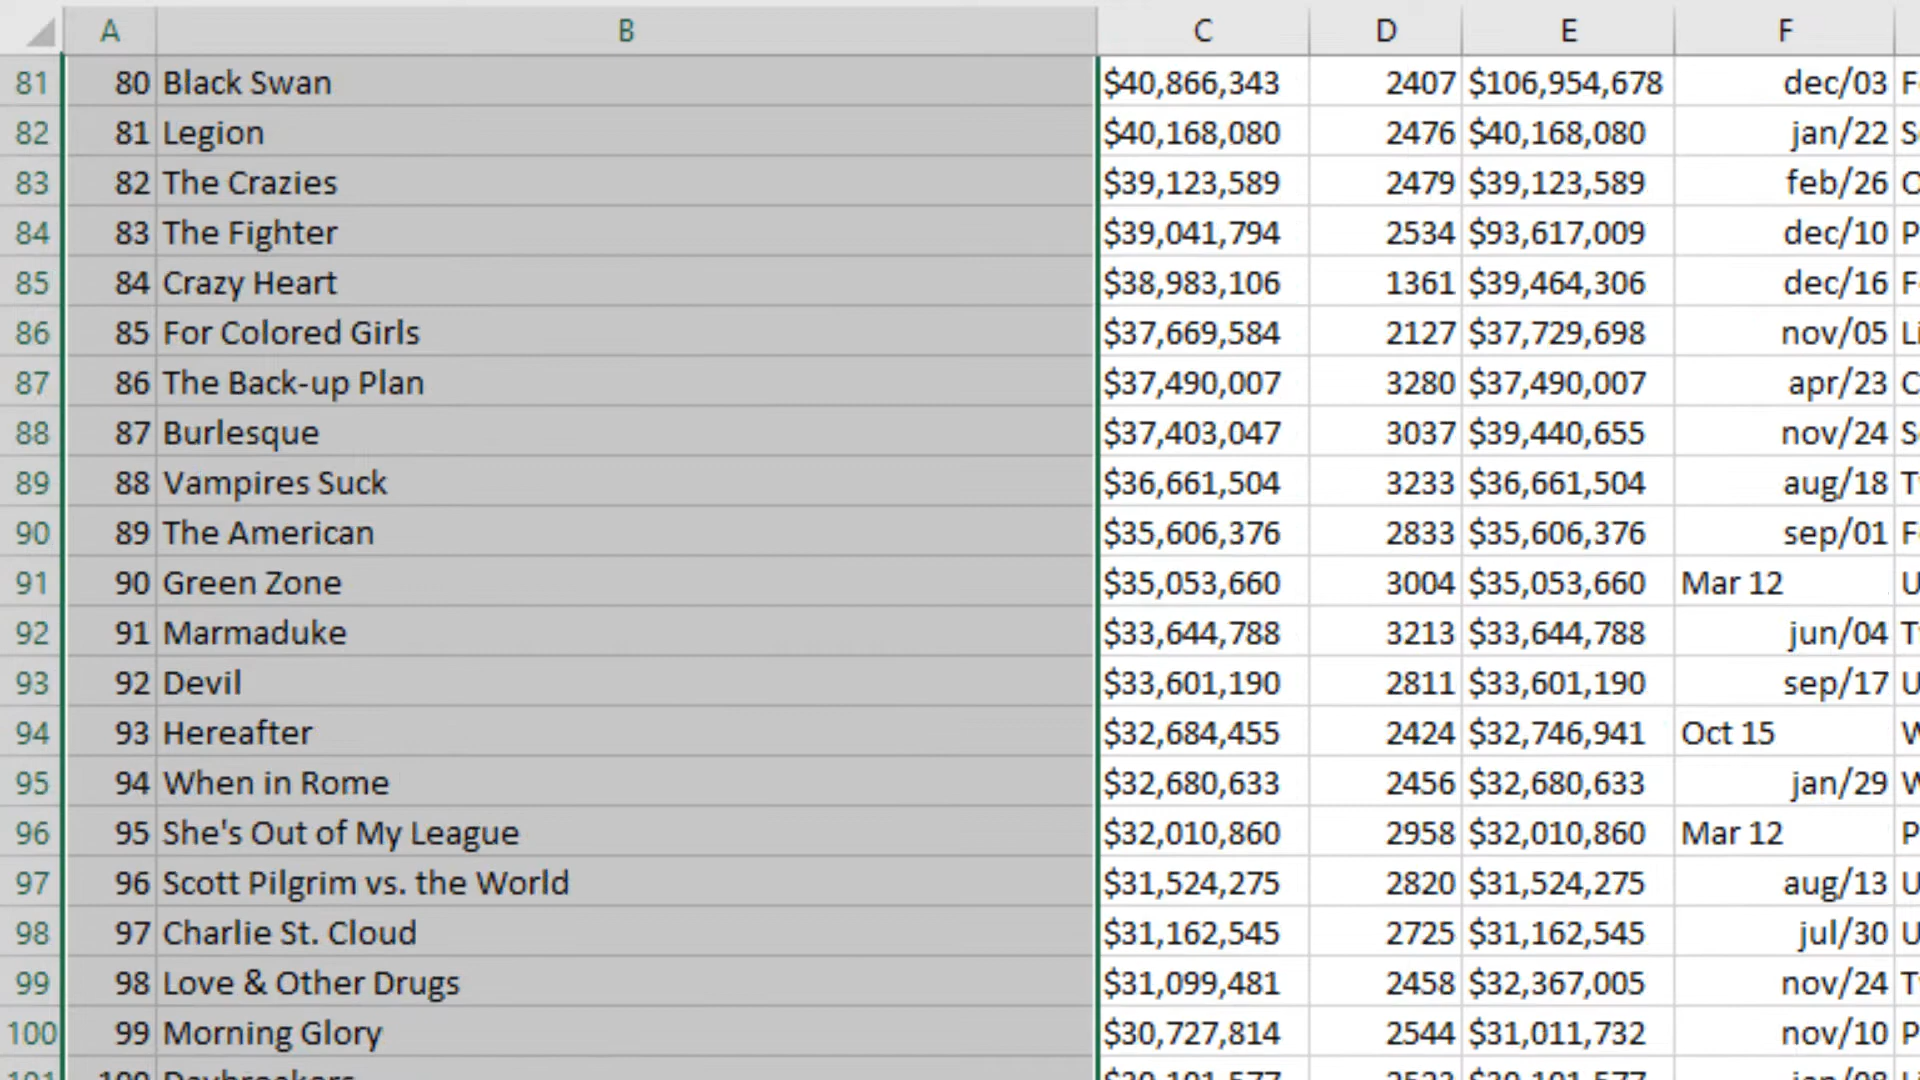 A B C D E F
81 80 Black Swan $40,866,343 2407 $106,954,678 dec/03
82 81 Legion $40,168,080 2476 $40,168,080 jan/22
83 82 The Crazies $39,123,589 2479 $39,123,589 feb/26
84 83 The Fighter $39,041,794 2534 $93,617,009 dec/10
85 84 Crazy Heart $38,983,106 1361 $39,464,306 dec/16
86 85 For Colored Girls $37,669,584 2127 $37,729,698 nov/05
87 86 The Back-up Plan $37,490,007 3280 $37,490,007 apr/23
88 87 Burlesque $37,403,047 3037 $39,440,655 nov/24
89 88 Vampires Suck $36,661,504 3233 $36,661,504 aug/18
90 89 The American $35,606,376 2833 $35,606,376 sep/01
91 90 Green Zone $35,053,660 3004 $35,053,660 Mar 12
92 91 Marmaduke $33,644,788 3213 $33,644,788 jun/04
93 92 Devil $33,601,190 2811 $33,601,190 sep/17
94 93 Hereafter $32,684,455 2424 $32,746,941 Oct 15
95 94 When in Rome $32,680,633 2456 $32,680,633 jan/29
96 95 She's Out of My League $32,010,860 2958 $32,010,860 Mar 12
97 96 Scott Pilgrim vs. the World $31,524,275 2820 $31,524,275 aug/13
98 97 Charlie St. Cloud $31,162,545 2725 $31,162,545 jul/30
99 98 Love & Other Drugs $31,099,481 2458 $32,367,005 nov/24
100 99 Morning Glory $30,727,814 2544 $31,011,732 nov/10